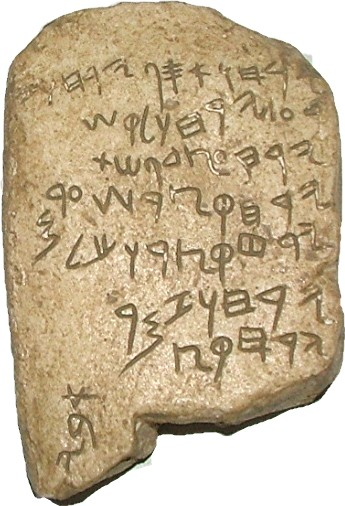 𐤉𐤓𐤇𐤅 𐤀𐤎𐤐 𐤉𐤓𐤇𐤅 𐤆
𐤓𐤏 𐤉𐤓𐤇𐤅 𐤋𐤒𐤔
𐤉𐤓𐤇 𐤏𐤑𐤃 𐤐𐤔𐤕
𐤉𐤓𐤇 𐤒𐤑𐤓 𐤔𐤏𐤓𐤌
𐤉𐤓𐤇 𐤒𐤑𐤓 𐤅𐤊𐤋
𐤉𐤓𐤇𐤅 𐤆𐤌𐤓
𐤉𐤓𐤇 𐤒𐤑
𐤀𐤁𐤉